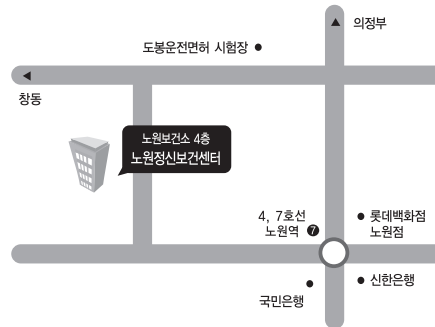 의정부
도봉운전면허 시험장
창동
노원보건소 4층
노원정신보건센터
4, 7호선
노원역 7
롯데백화점
노원점
신한은행
국민은행